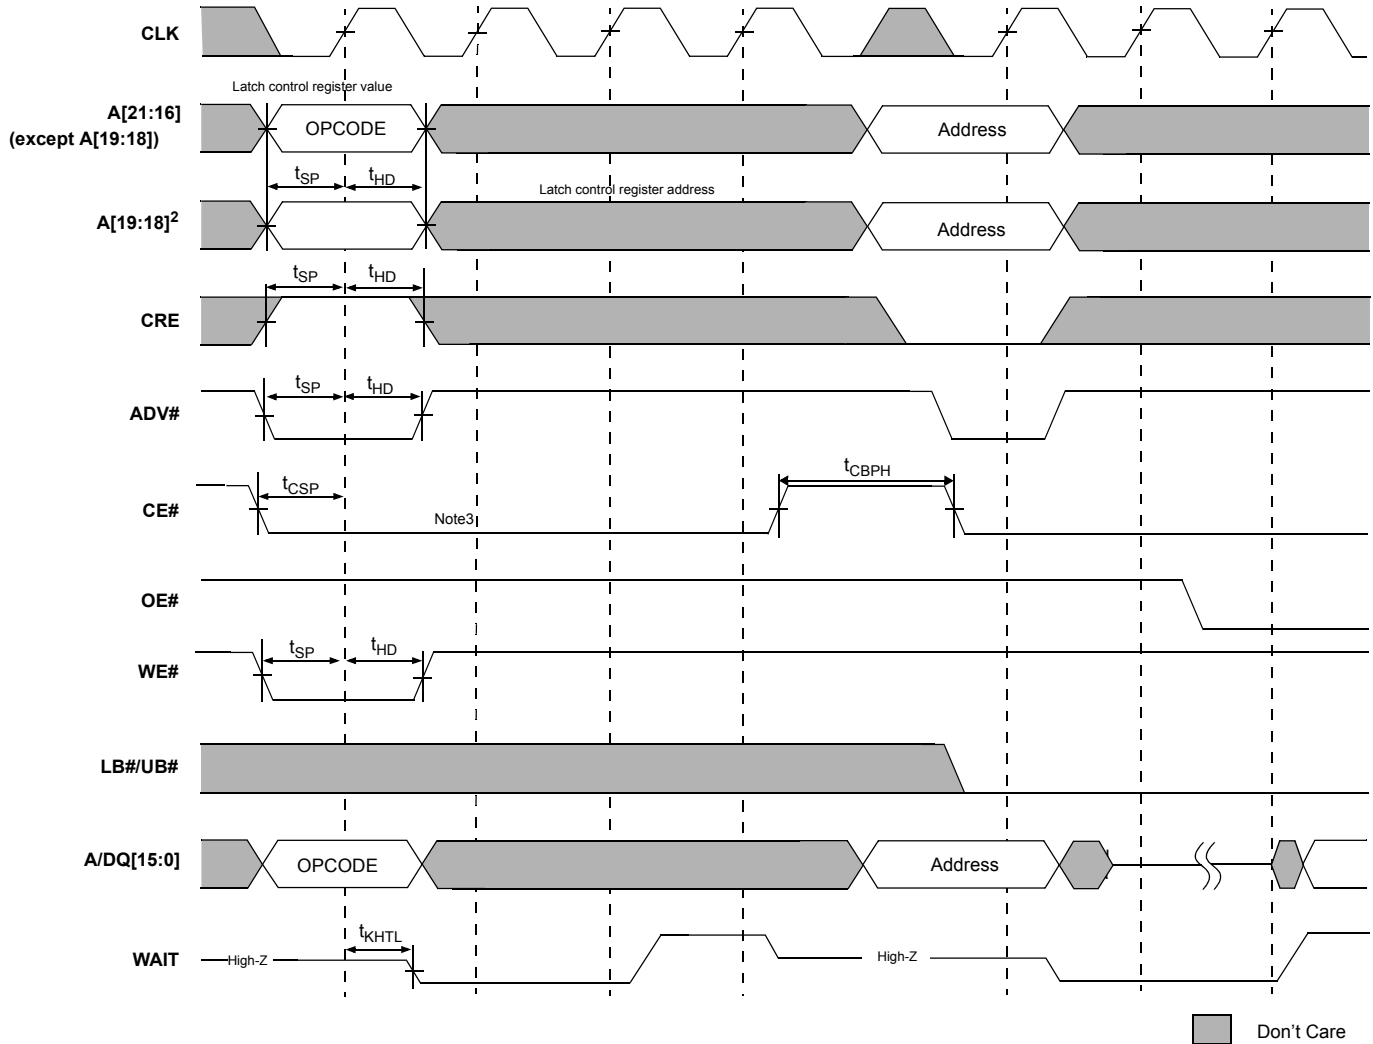 CLK
Latch control register value
A[21:16]
(except A[19:18])
OPCODE
Address
tSP
tHD
Latch control register address
A[19:18]2
Address
tSP
tHD
CRE
tSP
tHD
ADV#
tCSP
tCBPH
CE#
Note3
OE#
tSP
tHD
WE#
LB#/UB#
A/DQ[15:0]
OPCODE
Address
tKHTL
WAIT
High-Z
High-Z
Don't Care